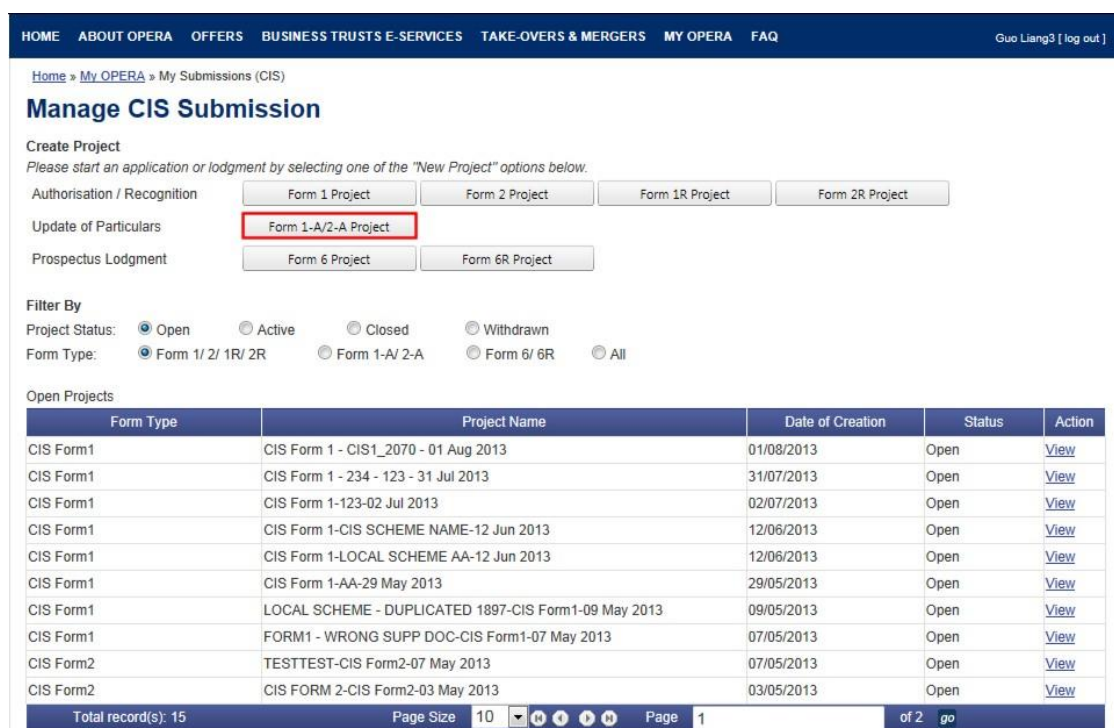 HOME ABOUT OPERA OFFERS BUSINESS TRUSTS E-SERVICES TAKE-OVERS & MERGERS MY OPERA FAQ Guo Liang3 [ log out ]
Home » My OPERA » My Submissions (CIS)
Manage CIS Submission
Create Project
Please start an application or lodgment by selecting one of the "New Project" options below.
Authorisation / Recognition Form 1 Project Form 2 Project Form 1R Project Form 2R Project
Update of Particulars Form 1-A/2-A Project
Prospectus Lodgment Form 6 Project Form 6R Project
Filter By
Project Status: Open Active Closed Withdrawn
Form Type: Form 1/ 2/ 1R/ 2R Form 1-A/ 2-A Form 6/ 6R All
Open Projects
Form Type Project Name Date of Creation Status Action
CIS Form1 CIS Form 1 - CIS1_2070 - 01 Aug 2013 01/08/2013 Open View
CIS Form1 CIS Form 1 - 234 - 123 - 31 Jul 2013 31/07/2013 Open View
CIS Form1 CIS Form 1-123-02 Jul 2013 02/07/2013 Open View
CIS Form1 CIS Form 1-CIS SCHEME NAME-12 Jun 2013 12/06/2013 Open View
CIS Form1 CIS Form 1-LOCAL SCHEME AA-12 Jun 2013 12/06/2013 Open View
CIS Form1 CIS Form 1-AA-29 May 2013 29/05/2013 Open View
CIS Form1 LOCAL SCHEME - DUPLICATED 1897-CIS Form1-09 May 2013 09/05/2013 Open View
CIS Form1 FORM1 - WRONG SUPP DOC-CIS Form1-07 May 2013 07/05/2013 Open View
CIS Form2 TESTTEST-CIS Form2-07 May 2013 07/05/2013 Open View
CIS Form2 CIS FORM 2-CIS Form2-03 May 2013 03/05/2013 Open View
Total record(s): 15 Page Size 10 Page 1 of 2 go